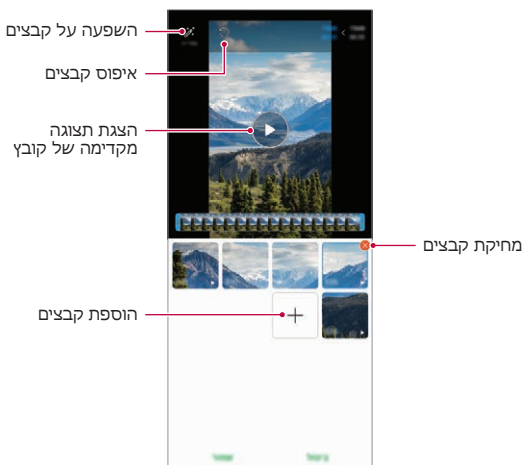 השפעה על קבצים
איפוס קבצים
הצגת תצוגה
מקדימה של קובץ
מחיקת קבצים
הוספת קבצים